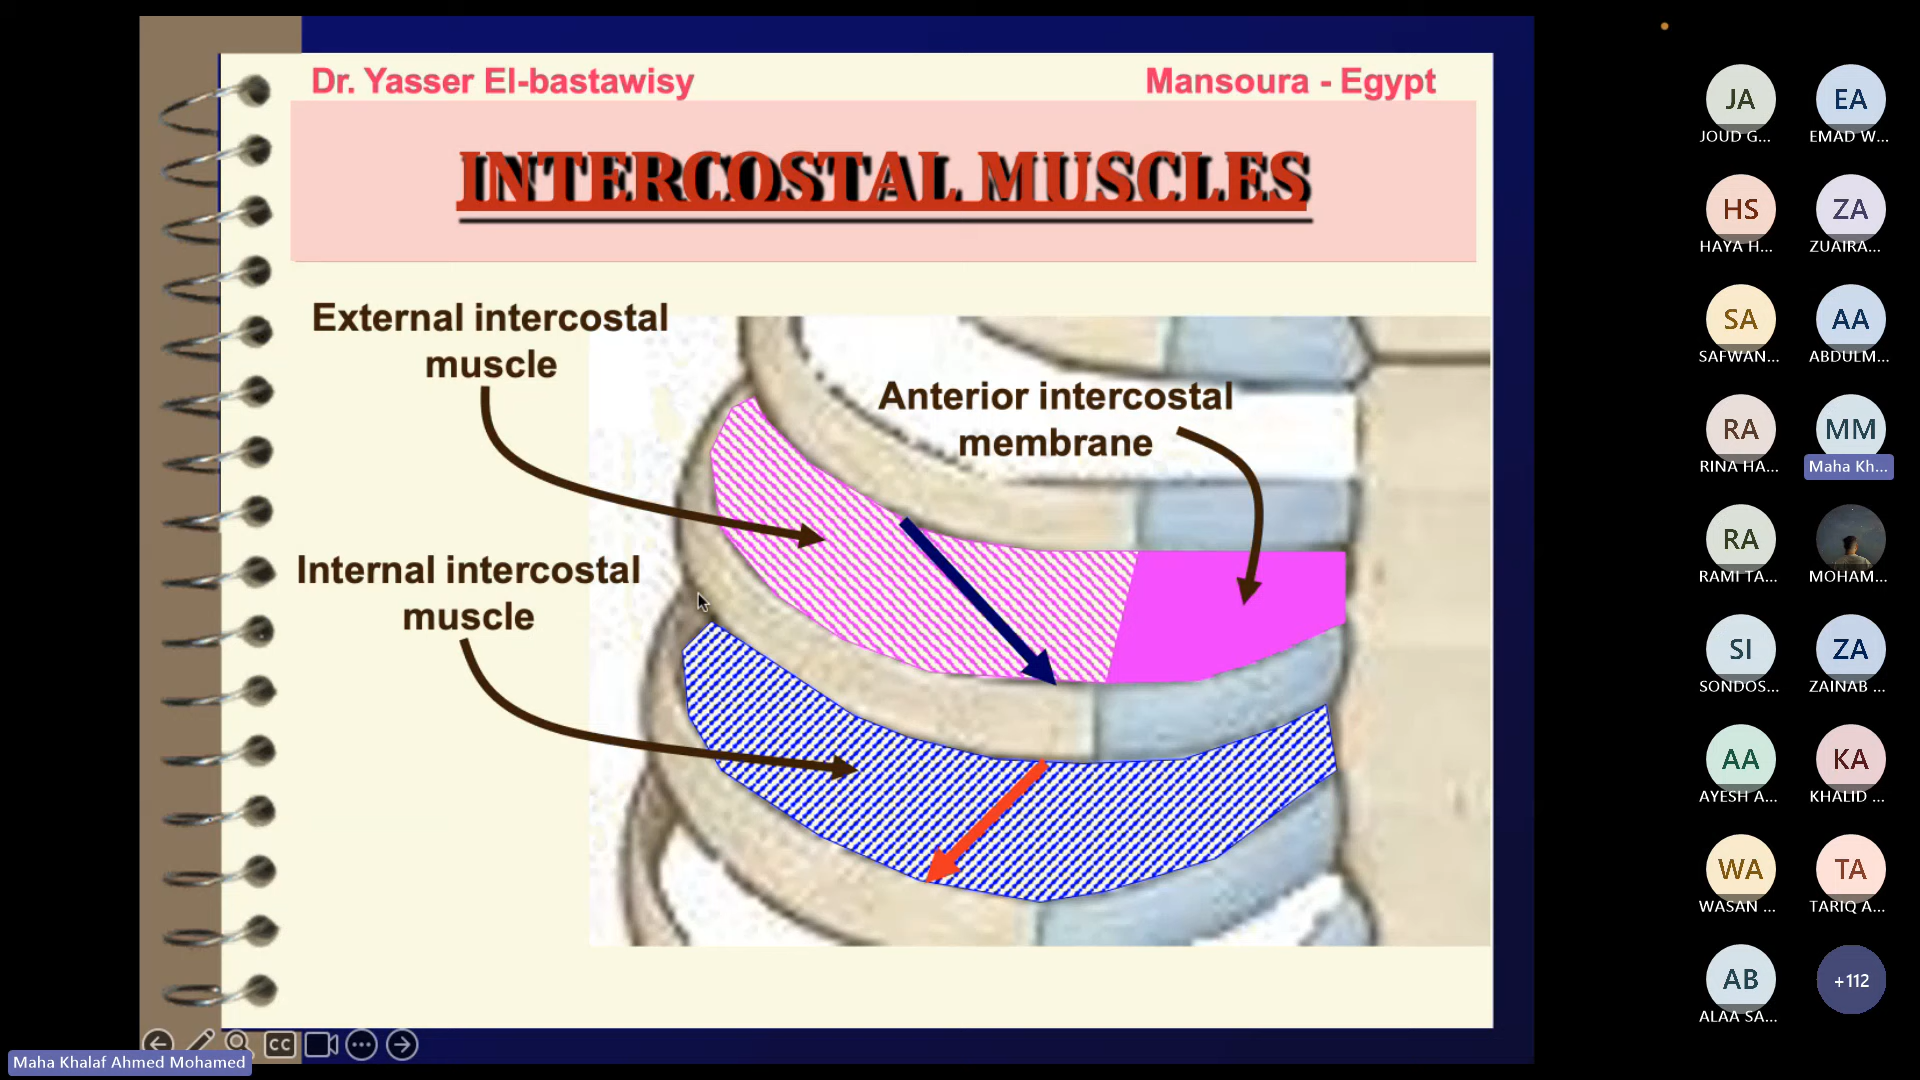 Dr. Yasser El-bastawisy
Mansoura - Egypt
INTERCOSTAL MUSCLES
External intercostal
muscle
Anterior intercostal
membrane
Internal intercostal
muscle
JA
JOUD G...
EA
EMAD W...
HS
HAYA H...
ZA
ZUAIRA...
SA
SAFWAN...
AA
ABDULM...
RA
RINA HA...
MM
Maha Kh...
RA
RAMI TA...
MOHAM...
SI
SONDOS...
ZA
ZAINAB ...
AA
AYESH A...
KA
KHALID ...
WA
WASAN ...
TA
TARIQ A...
AB
ALAA SA...
+112
CC
Maha Khalaf Ahmed Mohamed